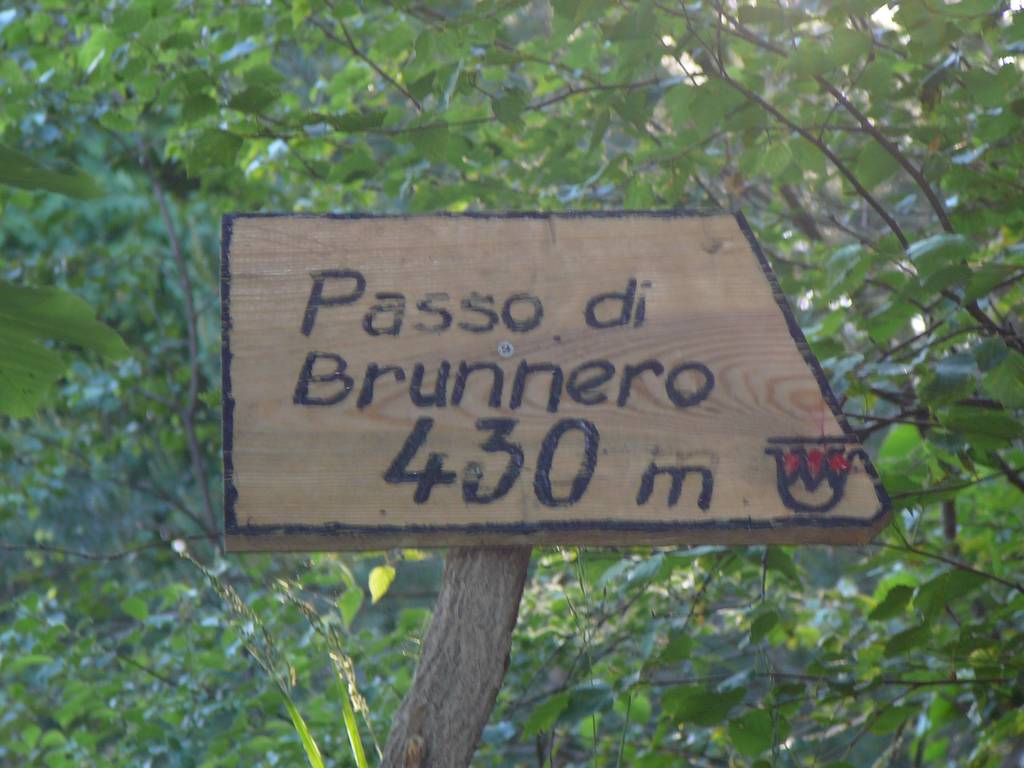 Passo di
Brunnero
430 m